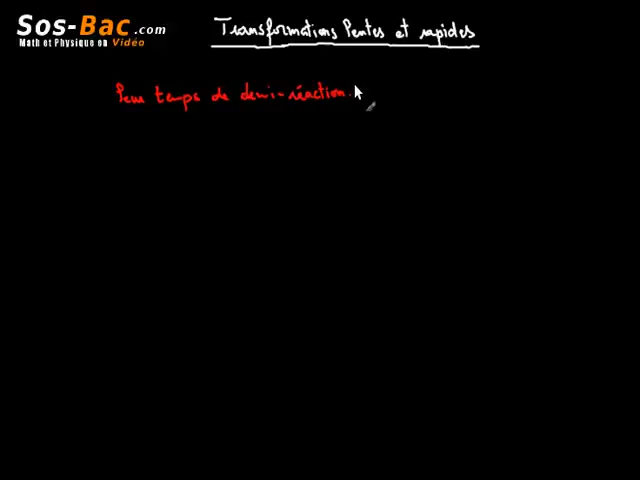 Sos-Bac.com
Math et Physique en Vidéo
Transformations lentes et rapides
temps de demi-réaction.